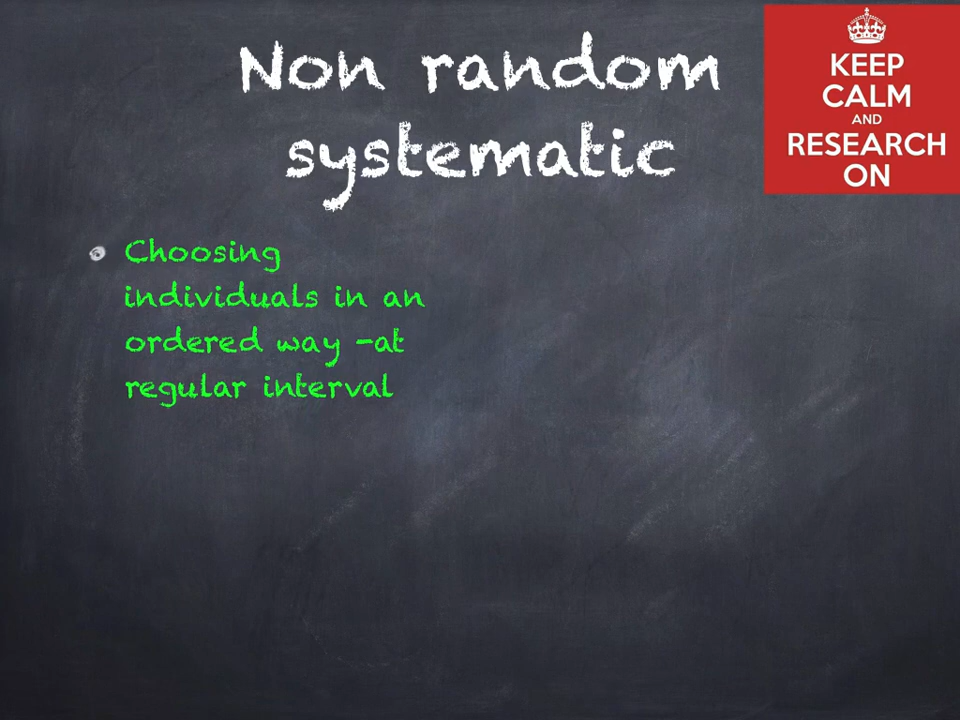 Non random
systematic
KEEP
CALM
AND
RESEARCH
ON
Choosing
individuals in an
ordered way -at
regular interval